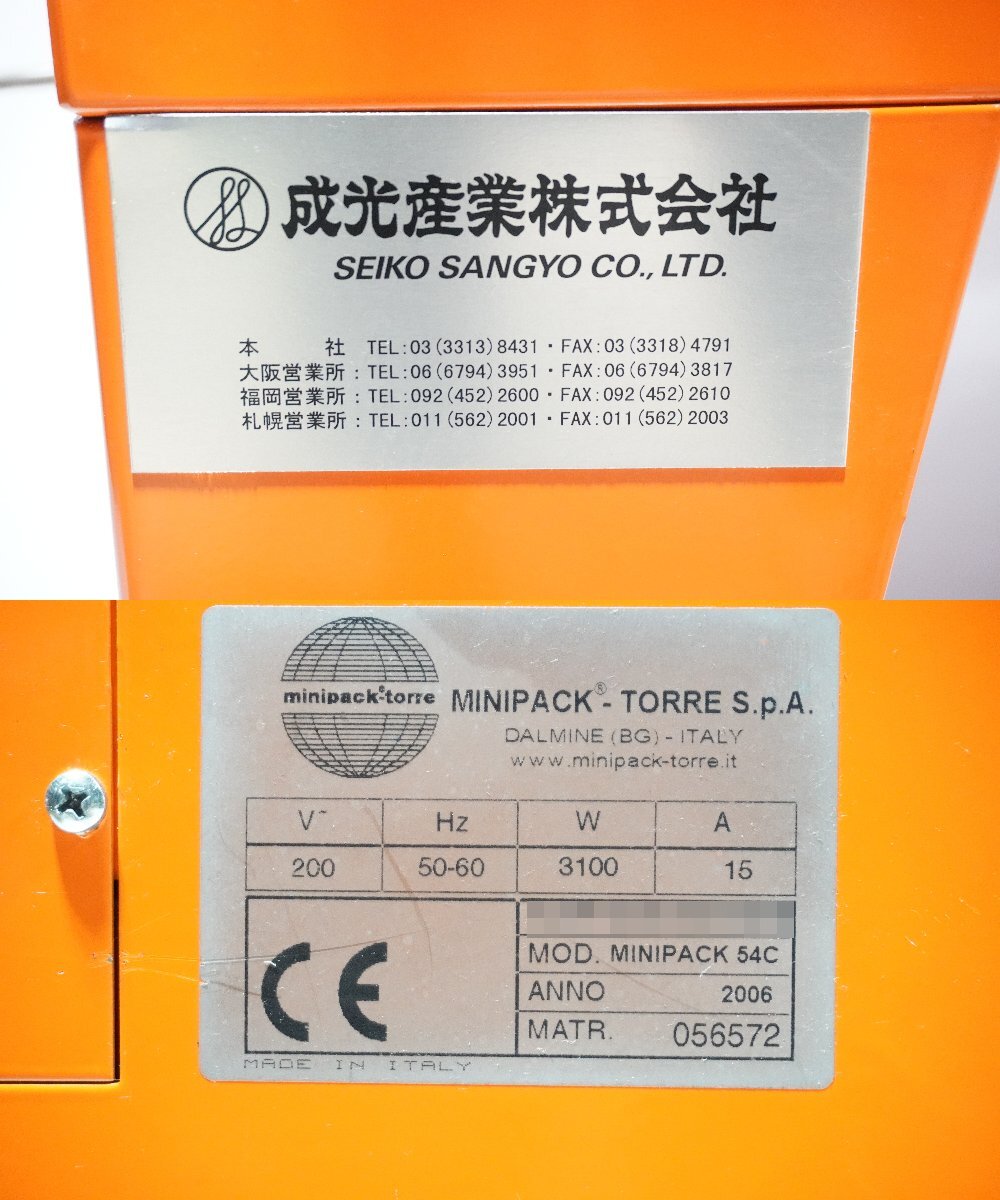 成光産業株式会社
SEIKO SANGYO CO., LTD.
本 社 TEL:03(3313)8431・FAX:03(3318)4791
大阪営業所:TEL:06(6794)3951・FAX:06(6794)3817
福岡営業所:TEL:092(452)2600・FAX:092(452)2610
札幌営業所:TEL:011(562)2001・FAX:011(562)2003
minipack®-torre
MINIPACK®- TORRE S.p.A.
DALMINE (BG) - ITALY
www.minipack-torre.it
V~ Hz W A
200 50-60 3100 15
CE
MOD. MINIPACK 54C
ANNO 2006
MATR. 056572
MADE IN ITALY